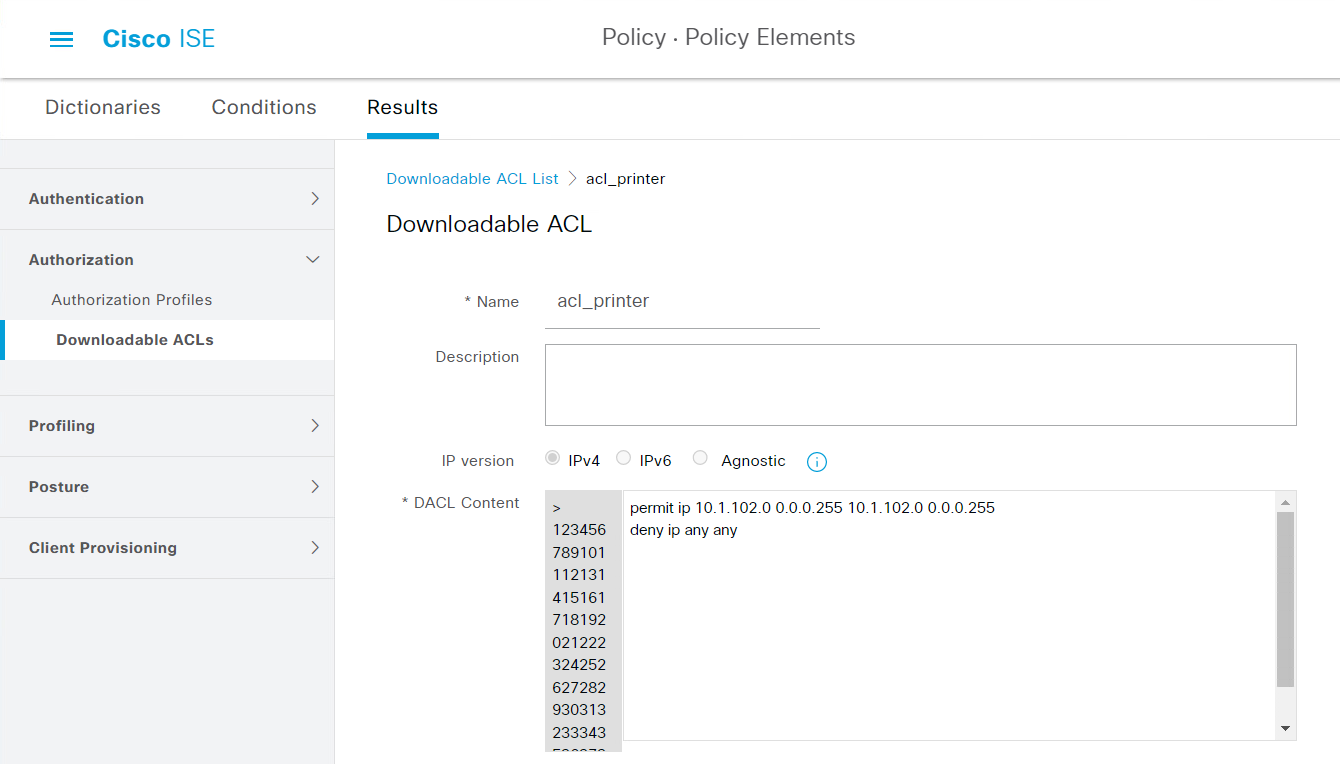 Cisco ISE
Policy · Policy Elements
Dictionaries Conditions Results
Authentication
Authorization
Authorization Profiles
Downloadable ACLs
Profiling
Posture
Client Provisioning
Downloadable ACL List > acl_printer
Downloadable ACL
* Name acl_printer
Description
IP version IPv4 IPv6 Agnostic
* DACL Content
>
123456
789101
112131
415161
718192
021222
324252
627282
930313
233343
permit ip 10.1.102.0 0.0.0.255 10.1.102.0 0.0.0.255
deny ip any any